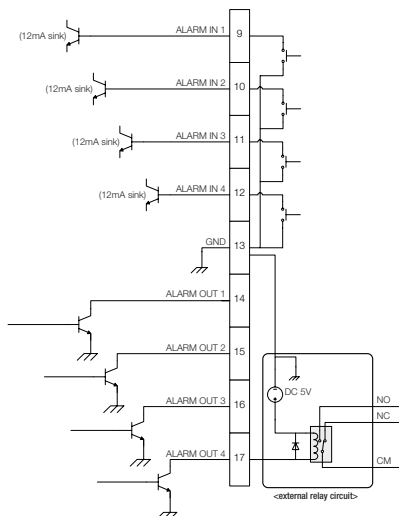 ALARM IN 1
9
(12mA sink)
ALARM IN 2
10
(12mA sink)
ALARM IN 3
11
(12mA sink)
ALARM IN 4
12
(12mA sink)
GND
13
ALARM OUT 1
14
ALARM OUT 2
15
DC 5V
ALARM OUT 3
16
NO
NC
ALARM OUT 4
17
CM
<external relay circuit>